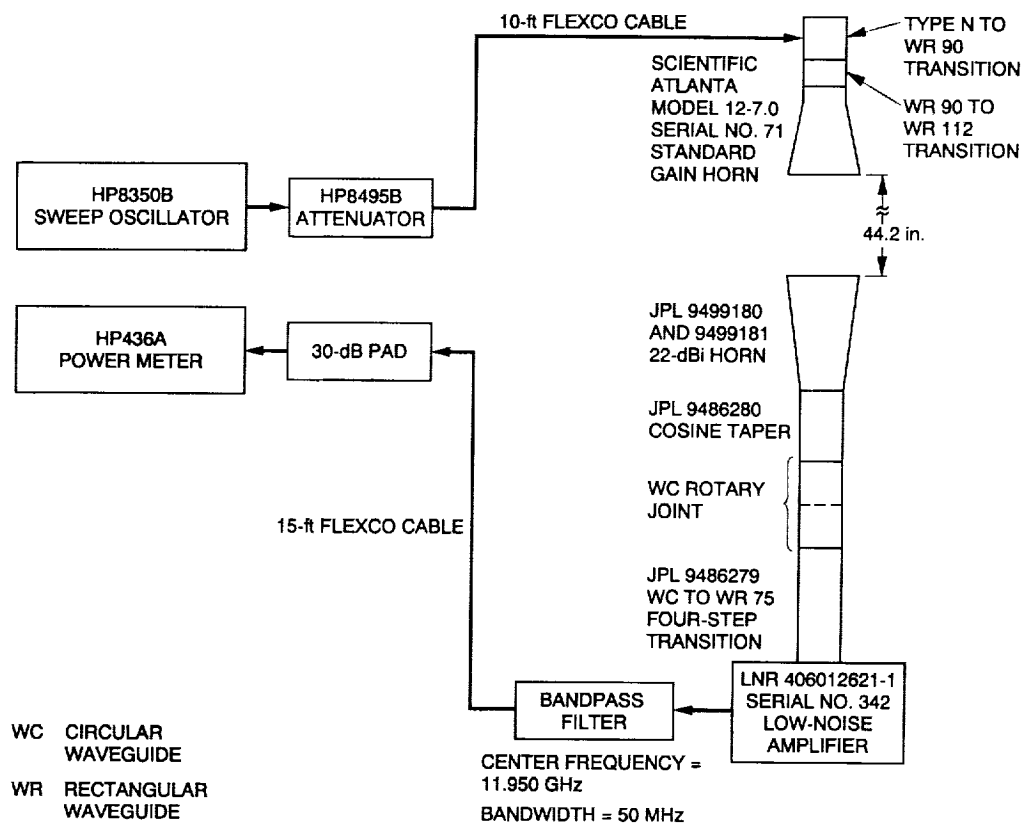 10-ft FLEXCO CABLE
TYPE N TO
WR 90
TRANSITION
SCIENTIFIC
ATLANTA
MODEL 12-7.0
SERIAL NO. 71
STANDARD
GAIN HORN
WR 90 TO
WR 112
TRANSITION
HP8350B
SWEEP OSCILLATOR
HP8495B
ATTENUATOR
≈
44.2 in.
HP436A
POWER METER
30-dB PAD
JPL 9499180
AND 9499181
22-dBi HORN
JPL 9486280
COSINE TAPER
WC ROTARY
JOINT
15-ft FLEXCO CABLE
JPL 9486279
WC TO WR 75
FOUR-STEP
TRANSITION
BANDPASS
FILTER
LNR 406012621-1
SERIAL NO. 342
LOW-NOISE
AMPLIFIER
CENTER FREQUENCY =
11.950 GHz
BANDWIDTH = 50 MHz
WC CIRCULAR
WAVEGUIDE
WR RECTANGULAR
WAVEGUIDE